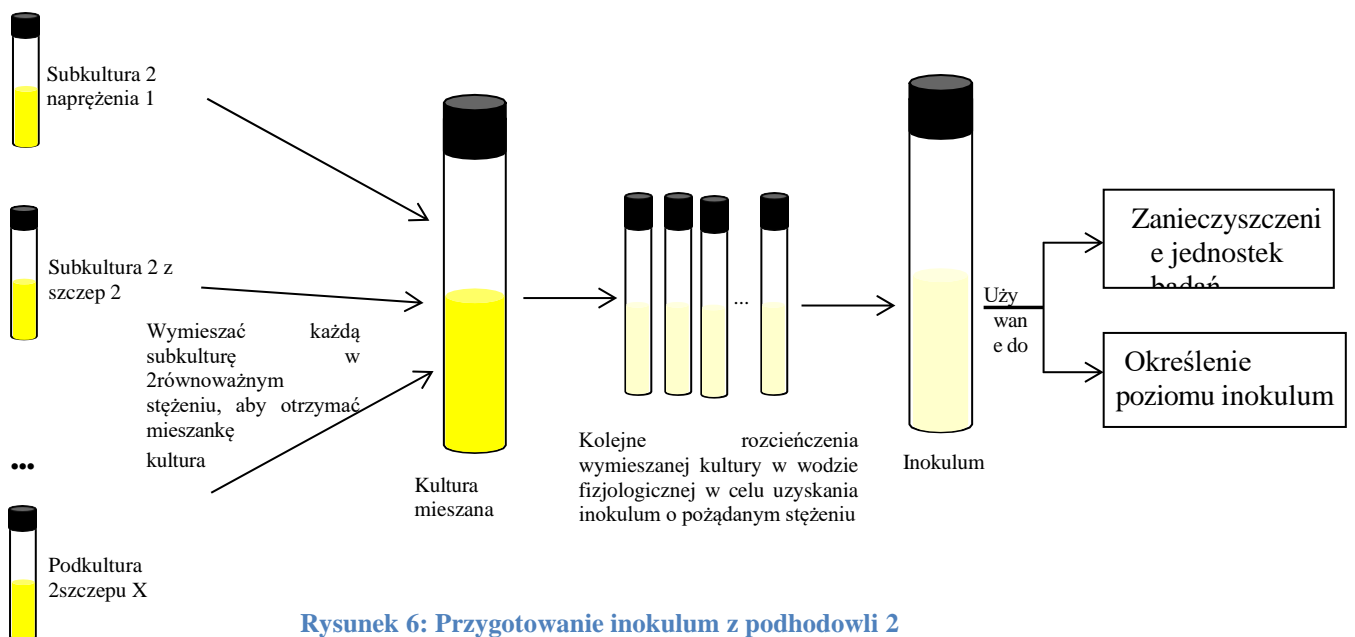 Subkultura 2
naprężenia 1
Subkultura 2 z
szczep 2
Wymieszać każdą
subkulturę w
2równoważnym
stężeniu, aby otrzymać
mieszankę
kultura
...
Podkultura
2szczepu X
Kultura
mieszana
...
Kolejne rozcieńczenia
wymieszanej kultury w wodzie
fizjologicznej w celu uzyskania
inokulum o pożądanym stężeniu
Inokulum
Uży
wan
e do
Zanieczyszczeni
e jednostek
badań
Określenie
poziomu inokulum
Rysunek 6: Przygotowanie inokulum z podhodowli 2